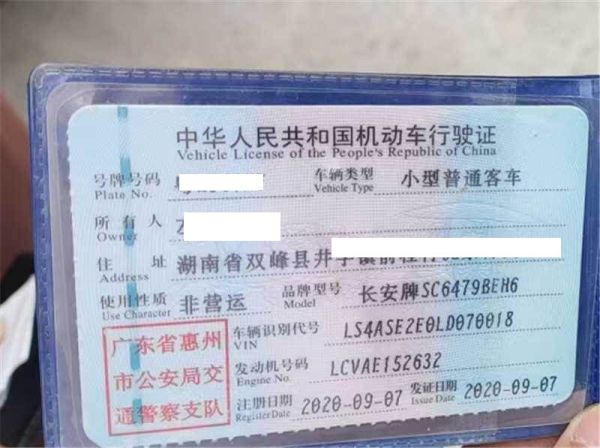 中华人民共和国机动车行驶证
Vehicle License of the People's Republic of China
号牌号码
Plate No.
车辆类型 小型普通客车
Vehicle Type
所有人
Owner
住址 湖南省双峰县井字镇
Address
使用性质 非营运
Use Character
品牌型号 长安牌SC6479BEH6
Model
车辆识别代号 LS4ASE2E0LD070018
VIN
发动机号码 LCVAE152632
Engine No.
注册日期 2020-09-07
RegisterDate
发证日期 2020-09-07
Issue Date
广东省惠州
市公安局交
通警察支队